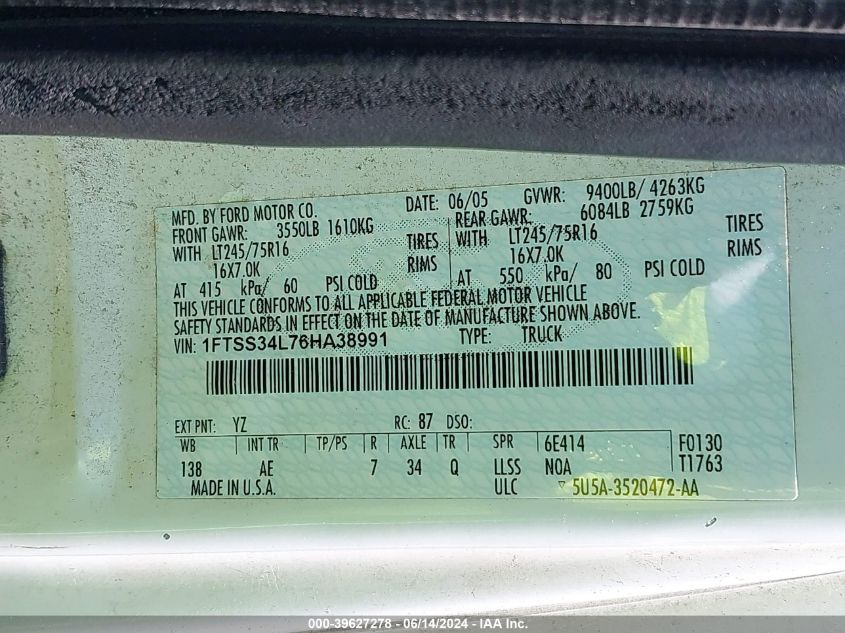 MFD. BY FORD MOTOR CO. DATE: 06/05 GVWR: 9400LB/ 4263KG
FRONT GAWR: 3550LB 1610KG REAR GAWR: 6084LB 2759KG
WITH LT245/75R16 TIRES WITH LT245/75R16 TIRES
16X7.0K RIMS 16X7.0K RIMS
AT 415 kPa/ 60 PSI COLD AT 550 kPa/ 80 PSI COLD
THIS VEHICLE CONFORMS TO ALL APPLICABLE FEDERAL MOTOR VEHICLE
SAFETY STANDARDS IN EFFECT ON THE DATE OF MANUFACTURE SHOWN ABOVE.
VIN: 1FTSS34L76HA38991 TYPE: TRUCK
EXT PNT: YZ RC: 87 DSO:
WB INT TR TP/PS R AXLE TR SPR 6E414 F0130
138 AE 7 34 Q LLSS NOA T1763
MADE IN U.S.A. ULC ▽ 5U5A-3520472-AA
000-39627278 - 06/14/2024 - https://www.iaai.com/